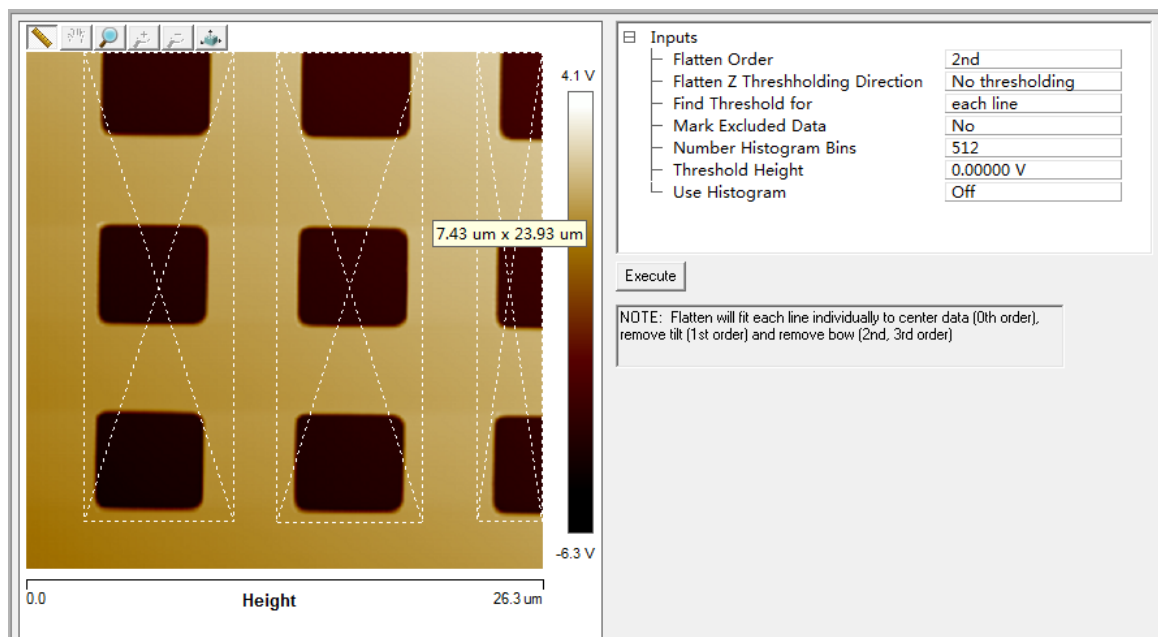 4.1 V
7.43 um x 23.93 um
-6.3 V
0.0
Height
26.3 um
Inputs
Flatten Order 2nd
Flatten Z Threshholding Direction No thresholding
Find Threshold for each line
Mark Excluded Data No
Number Histogram Bins 512
Threshold Height 0.00000 V
Use Histogram Off
Execute
NOTE: Flatten will fit each line individually to center data (0th order),
remove tilt (1st order) and remove bow (2nd, 3rd order)